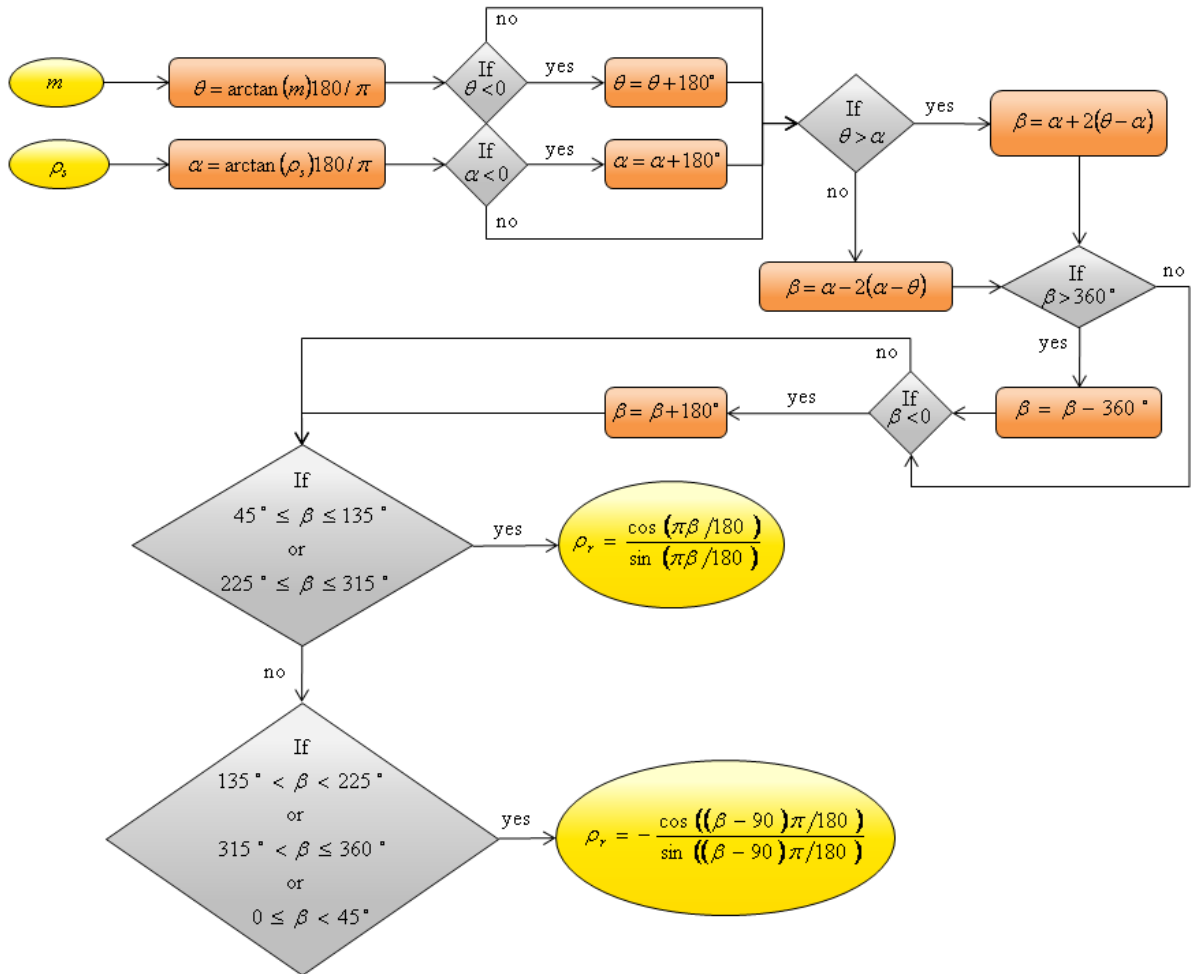 no
m
θ = arctan(m)180/π
If
θ<0
yes
θ = θ+180°
ρₛ
α = arctan(ρₛ)180/π
If
α<0
yes
α = α+180°
no
If
θ>α
yes
β = α+2(θ−α)
no
β = α−2(α−θ)
If
β>360°
no
yes
β = β − 360 °
If
β<0
no
yes
β = β+180°
If
45 ° ≤ β ≤ 135 °
or
225 ° ≤ β ≤ 315 °
yes
ρᵣ = cos (πβ/180 ) / sin (πβ/180 )
no
If
135 ° < β < 225 °
or
315 ° < β ≤ 360 °
or
0 ≤ β < 45°
yes
ρᵣ = − cos ((β − 90 )π/180 ) / sin ((β − 90 )π/180 )